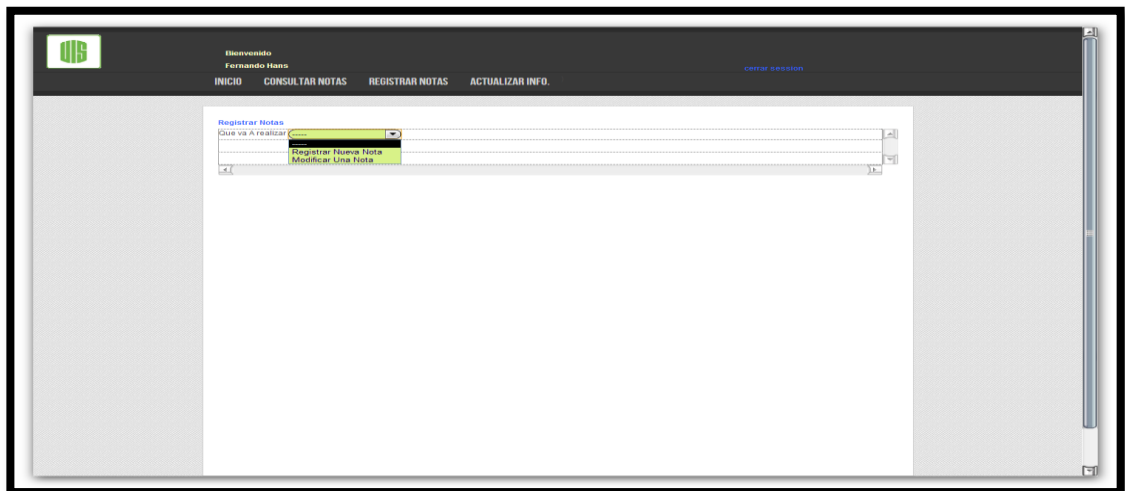 UIS
Bienvenido
Fernando Hans
cerrar session
INICIO CONSULTAR NOTAS REGISTRAR NOTAS ACTUALIZAR INFO.
Registrar Notas
Que va A realizar -----
-----
Registrar Nueva Nota
Modificar Una Nota